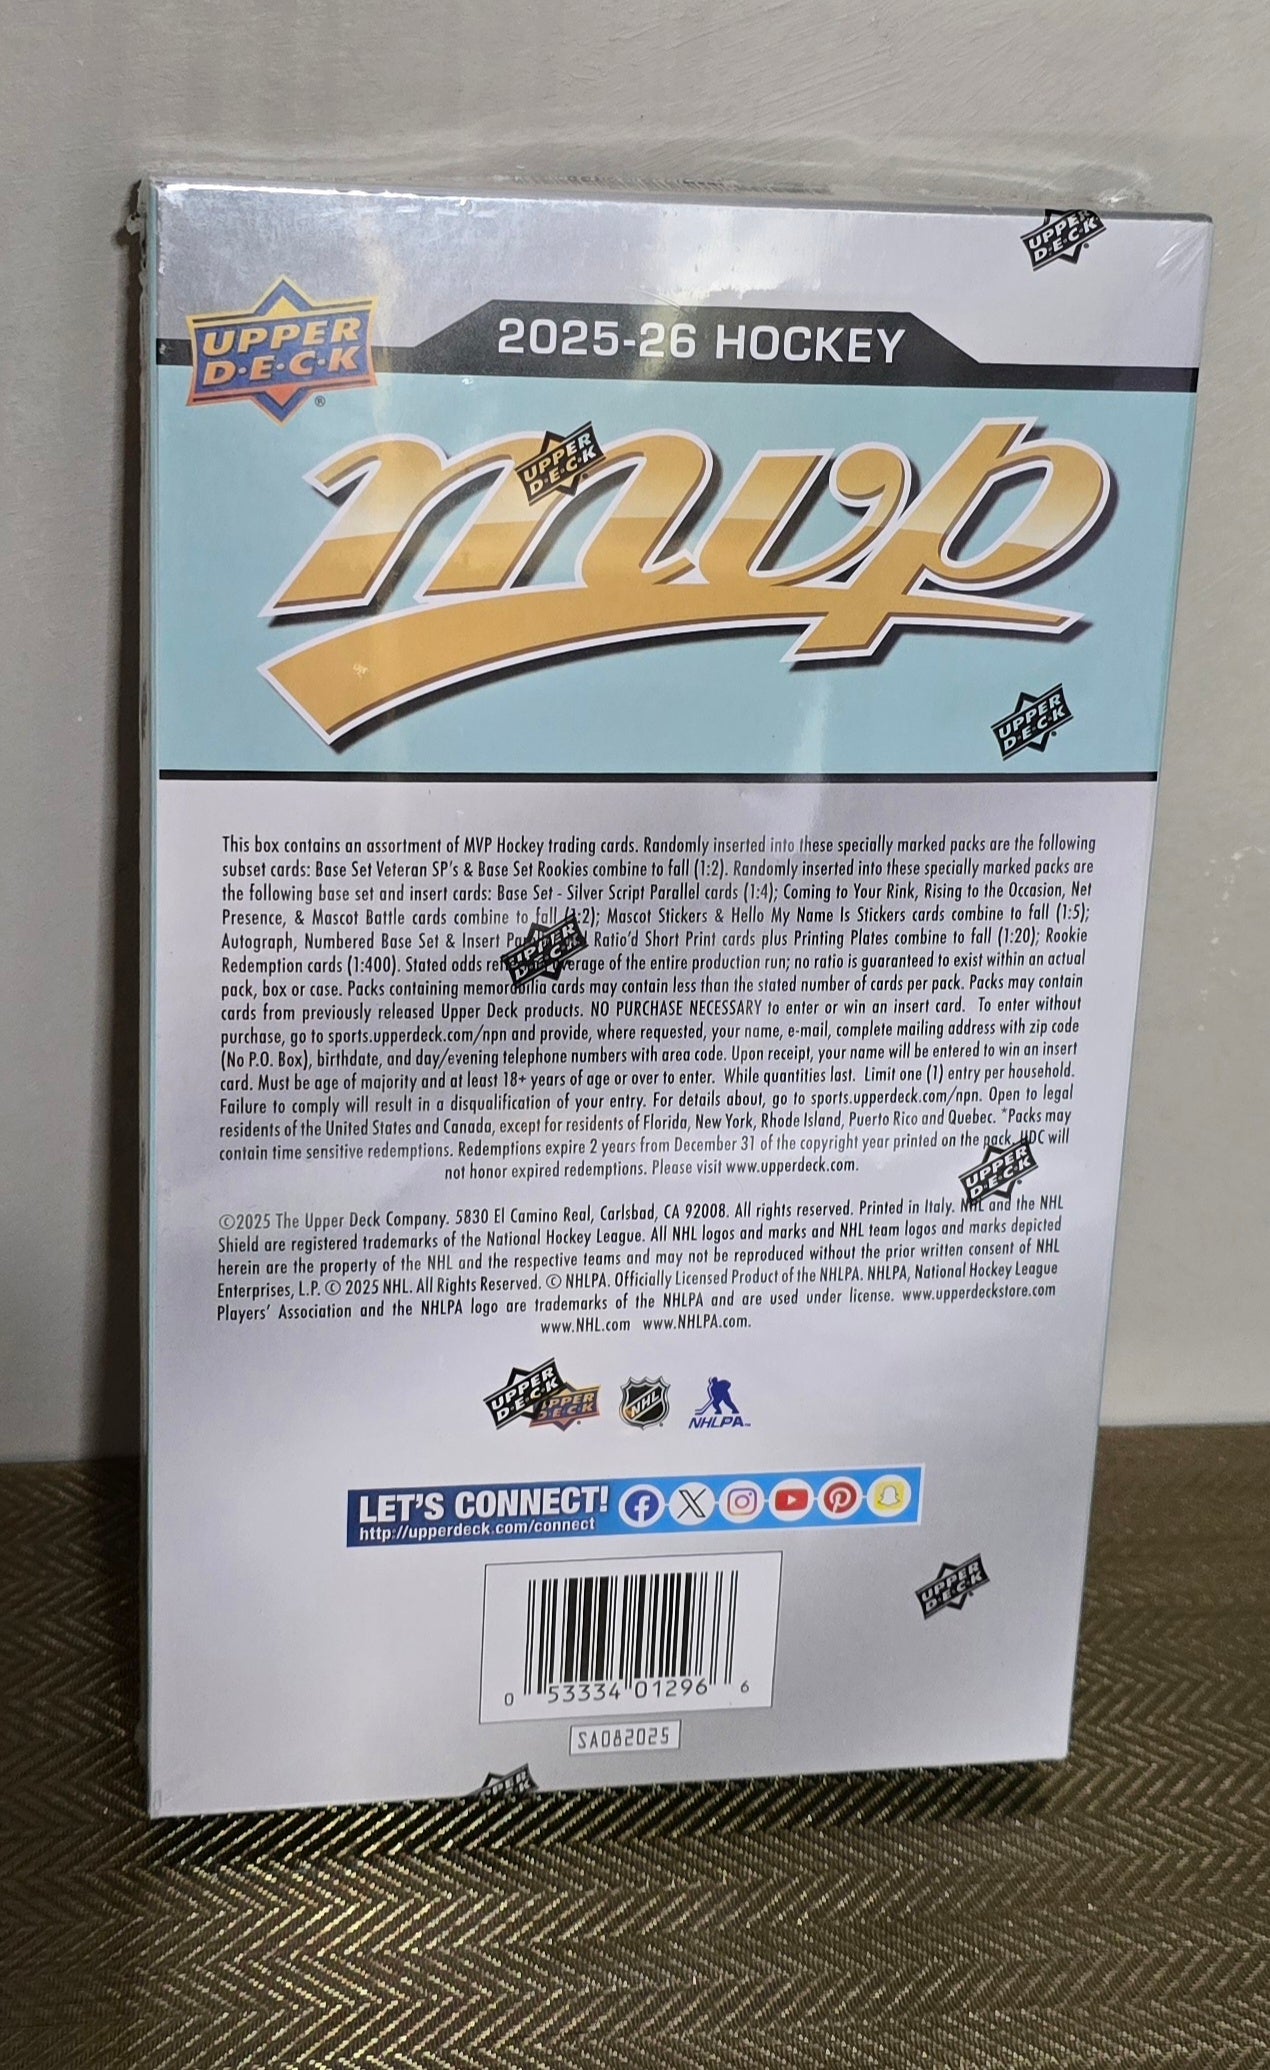 UPPER
D·E·C·K
UPPER
D·E·C·K
®
2025-26 HOCKEY
mvp
UPPER
D·E·C·K
UPPER
D·E·C·K
This box contains an assortment of MVP Hockey trading cards. Randomly inserted into these specially marked packs are the following
subset cards: Base Set Veteran SP's & Base Set Rookies combine to fall (1:2). Randomly inserted into these specially marked packs are
the following base set and insert cards: Base Set - Silver Script Parallel cards (1:4); Coming to Your Rink, Rising to the Occasion, Net
Presence, & Mascot Battle cards combine to fall :2); Mascot Stickers & Hello My Name Is Stickers cards combine to fall (1:5);
Autograph, Numbered Base Set & Insert Ratio'd Short Print cards plus Printing Plates combine to fall (1:20); Rookie
UPPER
D·E·C·K
Redemption cards (1:400). Stated odds of the entire production run; no ratio is guaranteed to exist within an actual
pack, box or case. Packs containing memorabilia cards may contain less than the stated number of cards per pack. Packs may contain
cards from previously released Upper Deck products. NO PURCHASE NECESSARY to enter or win an insert card. To enter without
purchase, go to sports.upperdeck.com/npn and provide, where requested, your name, e-mail, complete mailing address with zip code
(No P.O. Box), birthdate, and day/evening telephone numbers with area code. Upon receipt, your name will be entered to win an insert
card. Must be age of majority and at least 18+ years of age or over to enter. While quantities last. Limit one (1) entry per household.
Failure to comply will result in a disqualification of your entry. For details about, go to sports.upperdeck.com/npn. Open to legal
residents of the United States and Canada, except for residents of Florida, New York, Rhode Island, Puerto Rico and Quebec. *Packs may
contain time sensitive redemptions. Redemptions expire 2 years from December 31 of the copyright year printed on the pack. UDC will
not honor expired redemptions. Please visit www.upperdeck.com.
UPPER
D·E·C·K
©2025 The Upper Deck Company. 5830 El Camino Real, Carlsbad, CA 92008. All rights reserved. Printed in Italy. NHL and the NHL
Shield are registered trademarks of the National Hockey League. All NHL logos and marks and NHL team logos and marks depicted
herein are the property of the NHL and the respective teams and may not be reproduced without the prior written consent of NHL
Enterprises, L.P. © 2025 NHL. All Rights Reserved. © NHLPA. Officially Licensed Product of the NHLPA. NHLPA, National Hockey League
Players' Association and the NHLPA logo are trademarks of the NHLPA and are used under license. www.upperdeckstore.com
www.NHL.com www.NHLPA.com.
UPPER
D·E·C·K
UPPER
DECK
NHL
NHLPA™
LET'S CONNECT!
http://upperdeck.com/connect
UPPER
D·E·C·K
0 53334 01296 6
SA082025
UPPER